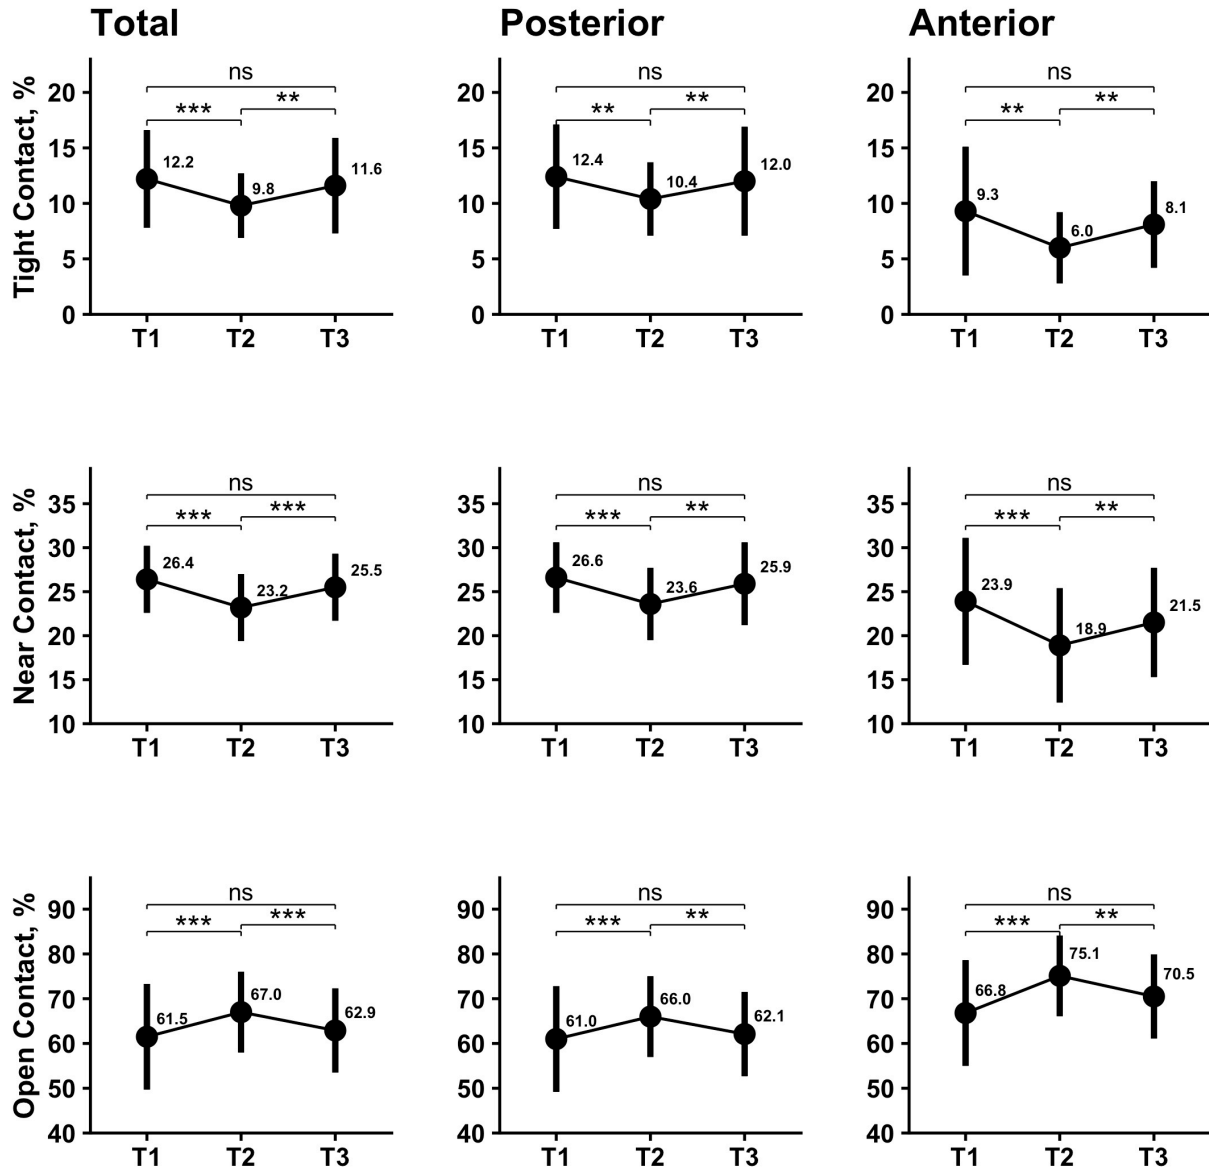 Total Posterior Anterior
Tight Contact, %
20
15
10
5
0
ns
*** **
12.2 9.8 11.6
T1 T2 T3
20
15
10
5
0
ns
** **
12.4 10.4 12.0
T1 T2 T3
20
15
10
5
0
ns
** **
9.3 6.0 8.1
T1 T2 T3
Near Contact, %
35
30
25
20
15
10
ns
*** ***
26.4 23.2 25.5
T1 T2 T3
35
30
25
20
15
10
ns
*** **
26.6 23.6 25.9
T1 T2 T3
35
30
25
20
15
10
ns
*** **
23.9 18.9 21.5
T1 T2 T3
Open Contact, %
90
80
70
60
50
40
ns
*** ***
61.5 67.0 62.9
T1 T2 T3
90
80
70
60
50
40
ns
*** **
61.0 66.0 62.1
T1 T2 T3
90
80
70
60
50
40
ns
*** **
66.8 75.1 70.5
T1 T2 T3